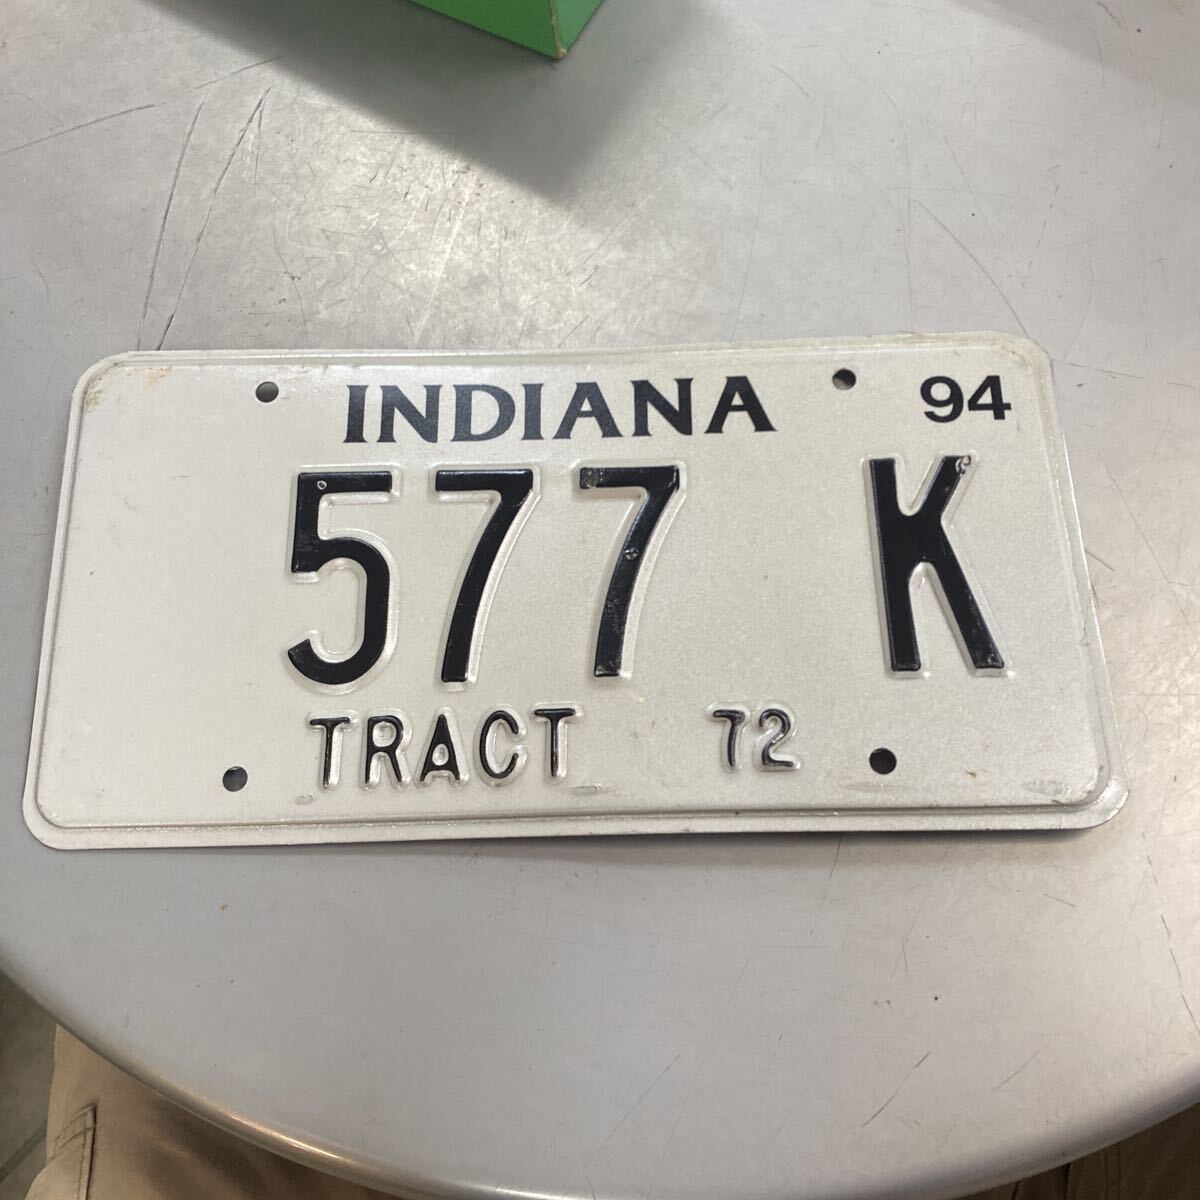 INDIANA 94
577 K
TRACT 72